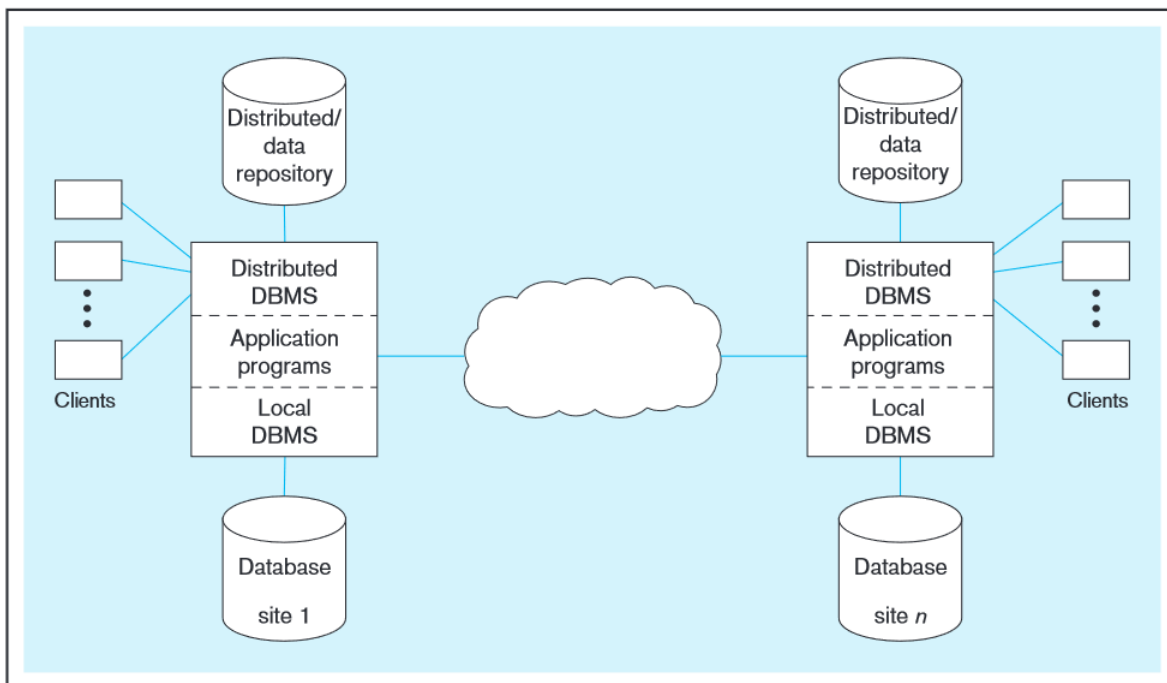 Distributed/
data
repository
Distributed
DBMS
Application
programs
Local
DBMS
Clients
Database
site 1
Distributed/
data
repository
Distributed
DBMS
Application
programs
Local
DBMS
Clients
Database
site n